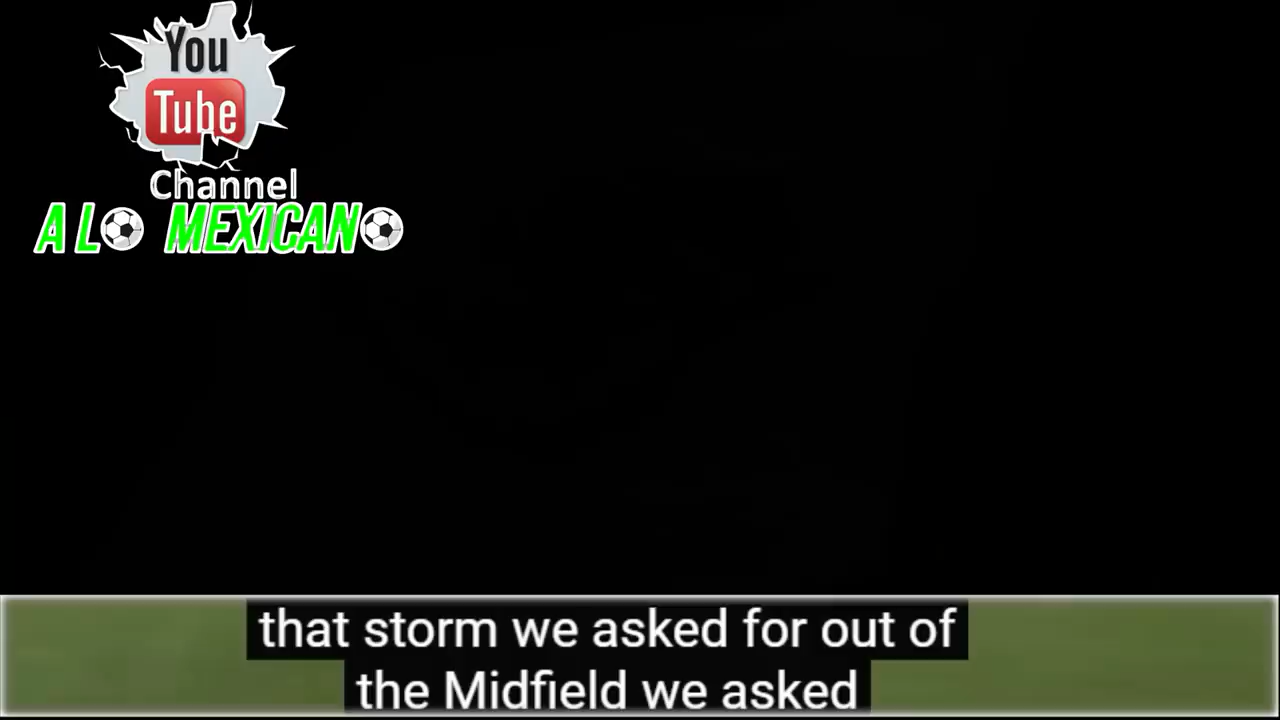 You
Tube
Channel
A LO MEXICANO
that storm we asked for out of
the Midfield we asked